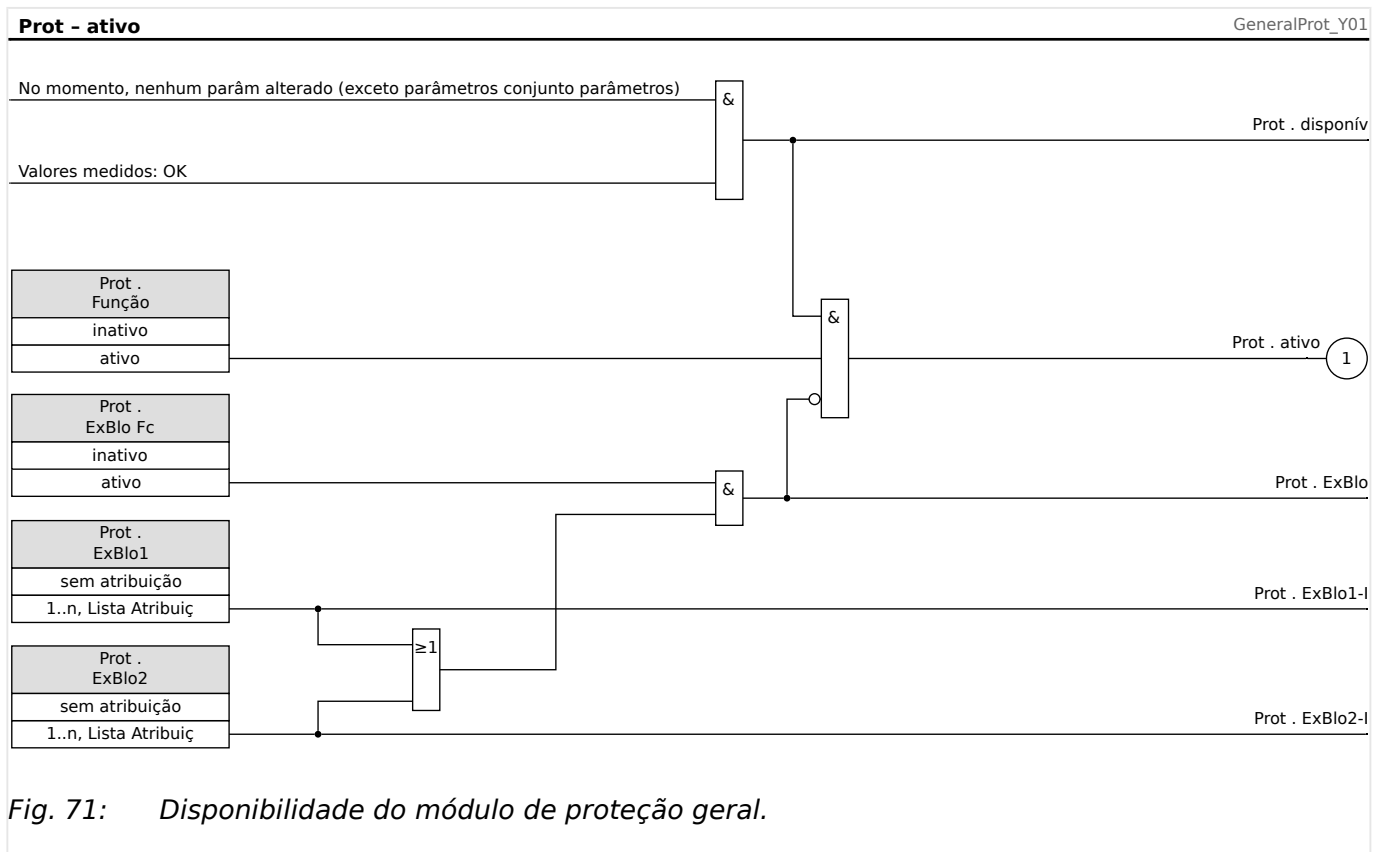 Prot – ativo
GeneralProt_Y01
No momento, nenhum parâm alterado (exceto parâmetros conjunto parâmetros)
&
Prot . disponív
Valores medidos: OK
Prot .
Função
inativo
ativo
&
Prot . ativo
1
Prot .
ExBlo Fc
inativo
ativo
&
Prot . ExBlo
Prot .
ExBlo1
sem atribuição
1..n, Lista Atribuiç
Prot . ExBlo1-I
≥1
Prot .
ExBlo2
sem atribuição
1..n, Lista Atribuiç
Prot . ExBlo2-I
Fig. 71: Disponibilidade do módulo de proteção geral.